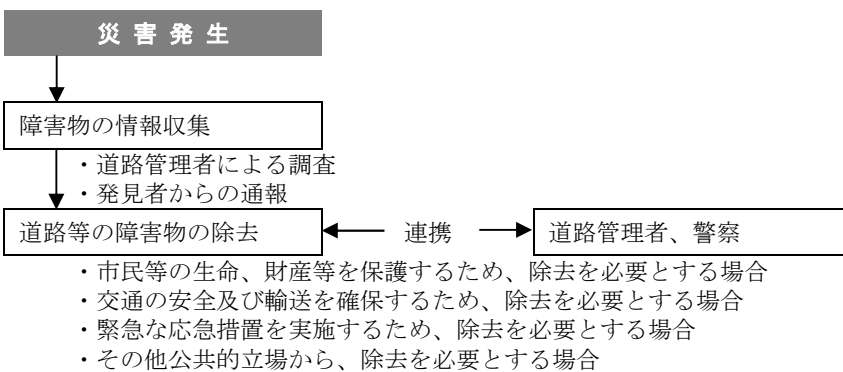 災 害 発 生
障害物の情報収集
・道路管理者による調査
・発見者からの通報
道路等の障害物の除去
連携
道路管理者、警察
・市民等の生命、財産等を保護するため、除去を必要とする場合
・交通の安全及び輸送を確保するため、除去を必要とする場合
・緊急な応急措置を実施するため、除去を必要とする場合
・その他公共的立場から、除去を必要とする場合